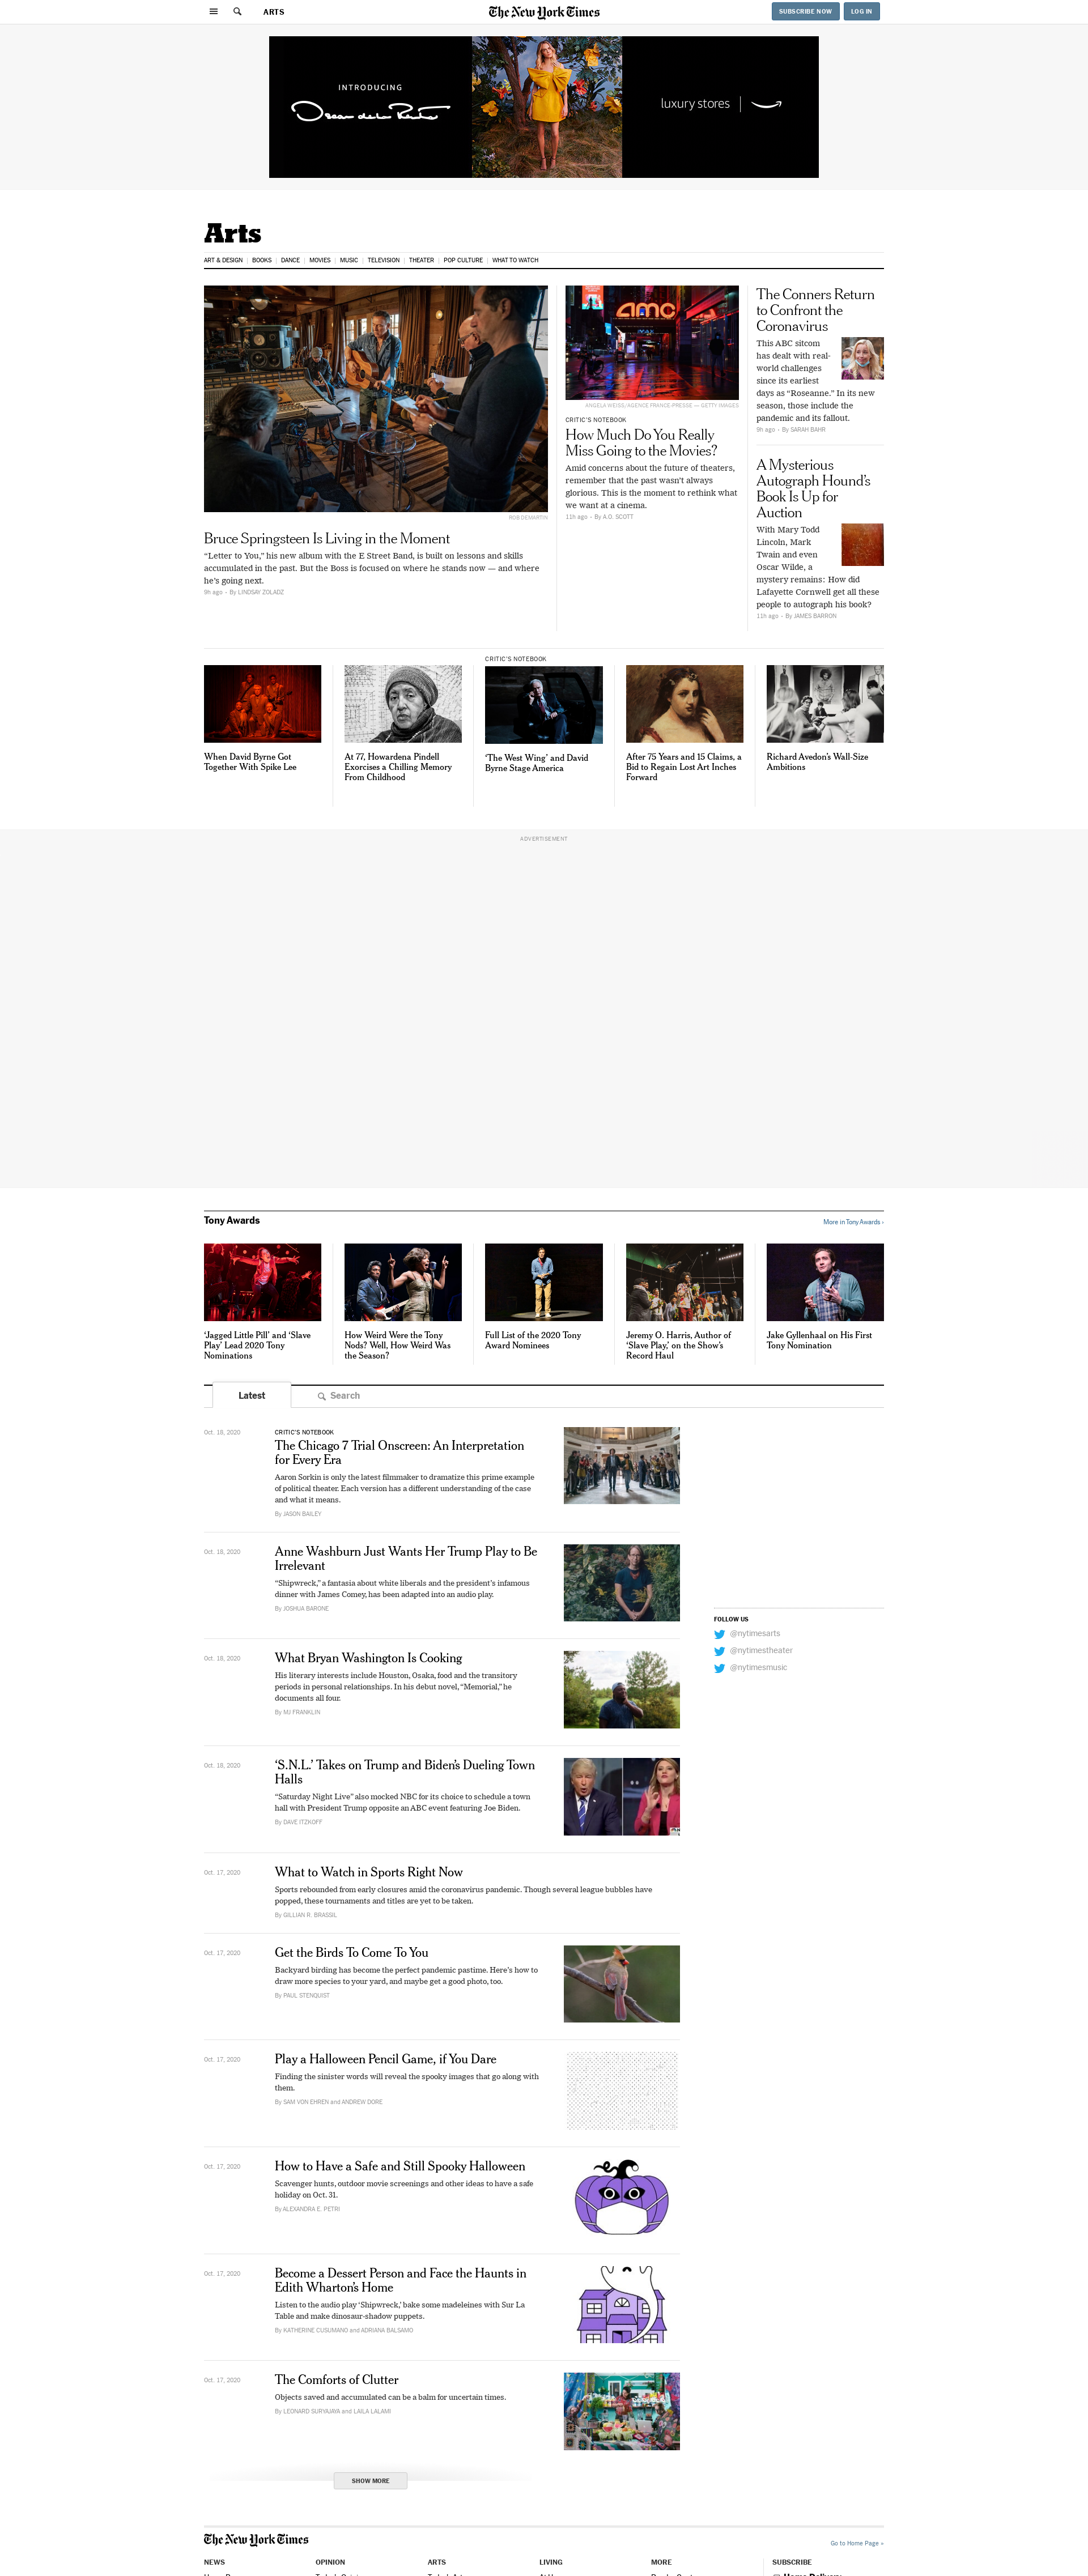 ARTS
The New York Times
SUBSCRIBE NOW
LOG IN
INTRODUCING
Oscar de la Renta
luxury stores
Arts
ART & DESIGN | BOOKS | DANCE | MOVIES | MUSIC | TELEVISION | THEATER | POP CULTURE | WHAT TO WATCH
ROB DEMARTIN
Bruce Springsteen Is Living in the Moment
“Letter to You,” his new album with the E Street Band, is built on lessons and skills
accumulated in the past. But the Boss is focused on where he stands now — and where
he’s going next.
9h ago • By LINDSAY ZOLADZ
amc
ANGELA WEISS/AGENCE FRANCE-PRESSE — GETTY IMAGES
CRITIC’S NOTEBOOK
How Much Do You Really
Miss Going to the Movies?
Amid concerns about the future of theaters,
remember that the past wasn’t always
glorious. This is the moment to rethink what
we want at a cinema.
11h ago • By A.O. SCOTT
The Conners Return
to Confront the
Coronavirus
This ABC sitcom
has dealt with real-
world challenges
since its earliest
days as “Roseanne.” In its new
season, those include the
pandemic and its fallout.
9h ago • By SARAH BAHR
A Mysterious
Autograph Hound’s
Book Is Up for
Auction
With Mary Todd
Lincoln, Mark
Twain and even
Oscar Wilde, a
mystery remains: How did
Lafayette Cornwell get all these
people to autograph his book?
11h ago • By JAMES BARRON
When David Byrne Got
Together With Spike Lee
At 77, Howardena Pindell
Exorcises a Chilling Memory
From Childhood
CRITIC’S NOTEBOOK
‘The West Wing’ and David
Byrne Stage America
After 75 Years and 15 Claims, a
Bid to Regain Lost Art Inches
Forward
Richard Avedon’s Wall-Size
Ambitions
ADVERTISEMENT
Tony Awards
More in Tony Awards ›
‘Jagged Little Pill’ and ‘Slave
Play’ Lead 2020 Tony
Nominations
How Weird Were the Tony
Nods? Well, How Weird Was
the Season?
Full List of the 2020 Tony
Award Nominees
Jeremy O. Harris, Author of
‘Slave Play,’ on the Show’s
Record Haul
Jake Gyllenhaal on His First
Tony Nomination
Latest
Search
Oct. 18, 2020
CRITIC’S NOTEBOOK
The Chicago 7 Trial Onscreen: An Interpretation
for Every Era
Aaron Sorkin is only the latest filmmaker to dramatize this prime example
of political theater. Each version has a different understanding of the case
and what it means.
By JASON BAILEY
Oct. 18, 2020
Anne Washburn Just Wants Her Trump Play to Be
Irrelevant
“Shipwreck,” a fantasia about white liberals and the president’s infamous
dinner with James Comey, has been adapted into an audio play.
By JOSHUA BARONE
FOLLOW US
@nytimesarts
@nytimestheater
@nytimesmusic
Oct. 18, 2020
What Bryan Washington Is Cooking
His literary interests include Houston, Osaka, food and the transitory
periods in personal relationships. In his debut novel, “Memorial,” he
documents all four.
By MJ FRANKLIN
Oct. 18, 2020
‘S.N.L.’ Takes on Trump and Biden’s Dueling Town
Halls
“Saturday Night Live” also mocked NBC for its choice to schedule a town
hall with President Trump opposite an ABC event featuring Joe Biden.
By DAVE ITZKOFF
Oct. 17, 2020
What to Watch in Sports Right Now
Sports rebounded from early closures amid the coronavirus pandemic. Though several league bubbles have
popped, these tournaments and titles are yet to be taken.
By GILLIAN R. BRASSIL
Oct. 17, 2020
Get the Birds To Come To You
Backyard birding has become the perfect pandemic pastime. Here’s how to
draw more species to your yard, and maybe get a good photo, too.
By PAUL STENQUIST
Oct. 17, 2020
Play a Halloween Pencil Game, if You Dare
Finding the sinister words will reveal the spooky images that go along with
them.
By SAM VON EHREN and ANDREW DORE
Oct. 17, 2020
How to Have a Safe and Still Spooky Halloween
Scavenger hunts, outdoor movie screenings and other ideas to have a safe
holiday on Oct. 31.
By ALEXANDRA E. PETRI
Oct. 17, 2020
Become a Dessert Person and Face the Haunts in
Edith Wharton’s Home
Listen to the audio play ‘Shipwreck,’ bake some madeleines with Sur La
Table and make dinosaur-shadow puppets.
By KATHERINE CUSUMANO and ADRIANA BALSAMO
Oct. 17, 2020
The Comforts of Clutter
Objects saved and accumulated can be a balm for uncertain times.
By LEONARD SURYAJAYA and LAILA LALAMI
SHOW MORE
The New York Times
Go to Home Page »
NEWS
OPINION
ARTS
LIVING
MORE
SUBSCRIBE